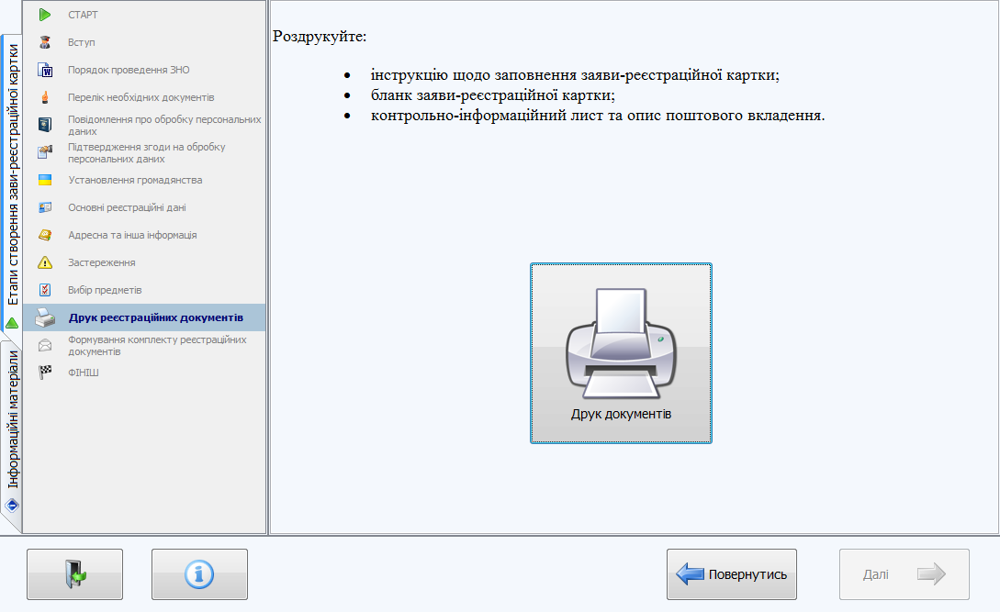 Етапи створення зави-реєстраційної картки
Інформаційні матеріали
СТАРТ
Вступ
Порядок проведення ЗНО
Перелік необхідних документів
Повідомлення про обробку персональних
даних
Підтвердження згоди на обробку
персональних даних
Установлення громадянства
Основні реєстраційні дані
Адресна та інша інформація
Застереження
Вибір предметів
Друк реєстраційних документів
Формування комплекту реєстраційних
документів
ФІНІШ
Роздрукуйте:
• інструкцію щодо заповнення заяви-реєстраційної картки;
• бланк заяви-реєстраційної картки;
• контрольно-інформаційний лист та опис поштового вкладення.
Друк документів
Повернутись
Далі